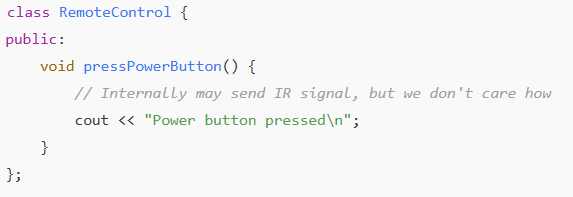 class RemoteControl {
public:
    void pressPowerButton() {
        // Internally may send IR signal, but we don't care how
        cout << "Power button pressed\n";
    }
};